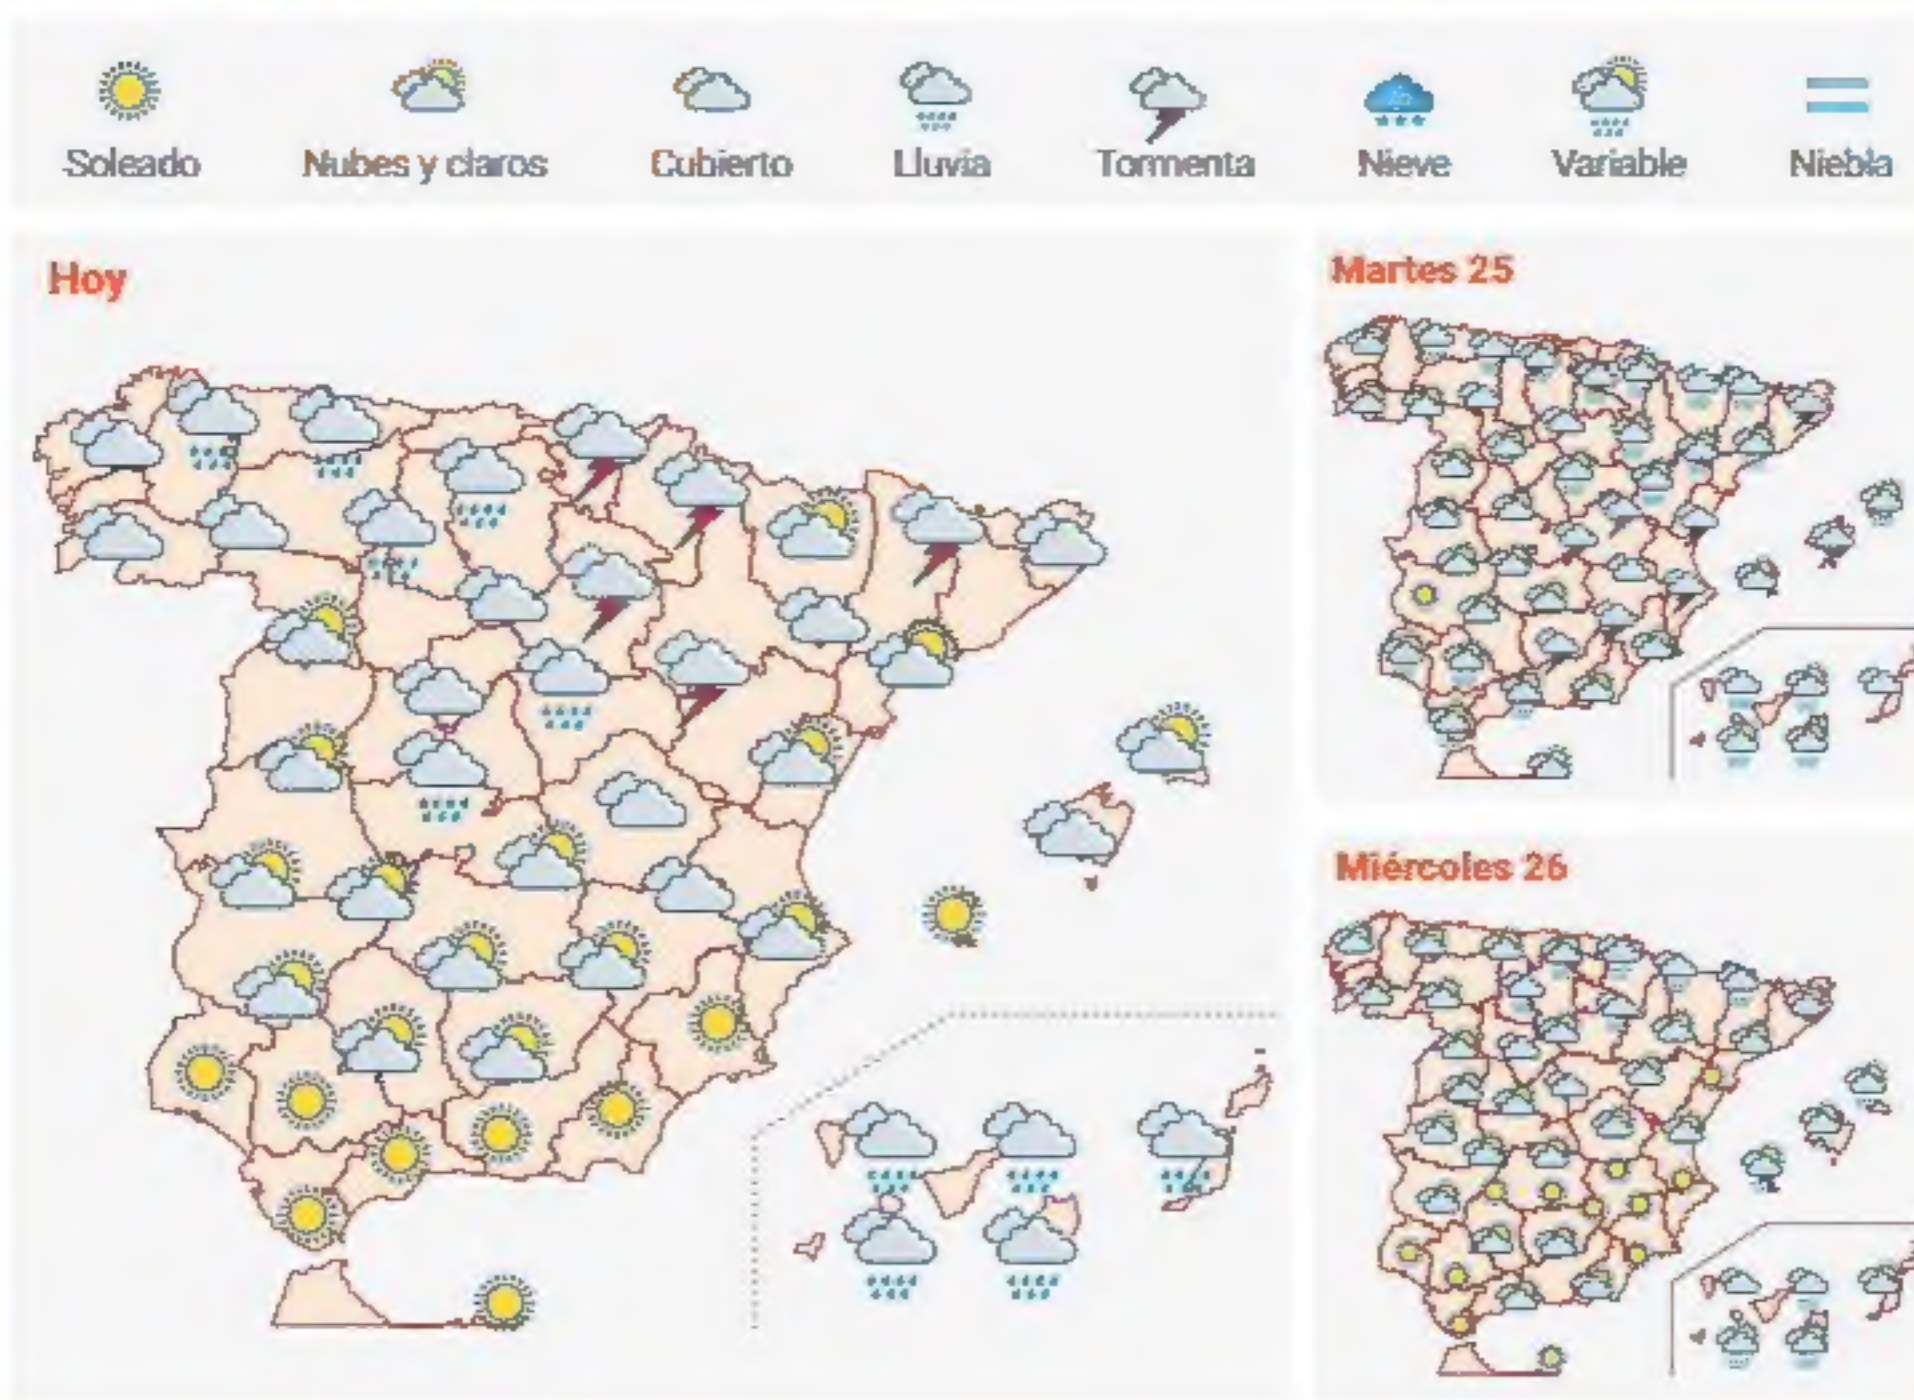 Soleado
Nubes y claros
Cubierto
Lluvia
Tormenta
Nieve
Variable
Niebla
Hoy
Martes 25
Miércoles 26